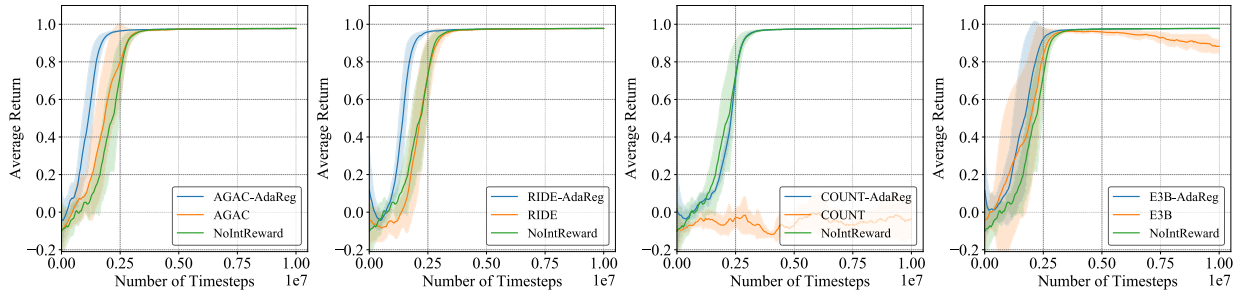 Average Return
1.0
0.8
0.6
0.4
0.2
0.0
−0.2
AGAC-AdaReg
AGAC
NoIntReward
0.00
0.25
0.50
0.75
1.00
Number of Timesteps
1e7
Average Return
1.0
0.8
0.6
0.4
0.2
0.0
−0.2
RIDE-AdaReg
RIDE
NoIntReward
0.00
0.25
0.50
0.75
1.00
Number of Timesteps
1e7
Average Return
1.0
0.8
0.6
0.4
0.2
0.0
−0.2
COUNT-AdaReg
COUNT
NoIntReward
0.00
0.25
0.50
0.75
1.00
Number of Timesteps
1e7
Average Return
1.0
0.8
0.6
0.4
0.2
0.0
−0.2
E3B-AdaReg
E3B
NoIntReward
0.00
0.25
0.50
0.75
1.00
Number of Timesteps
1e7